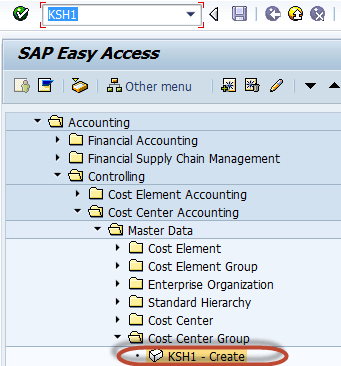 KSH1
SAP Easy Access
Other menu
Accounting
Financial Accounting
Financial Supply Chain Management
Controlling
Cost Element Accounting
Cost Center Accounting
Master Data
Cost Element
Cost Element Group
Enterprise Organization
Standard Hierarchy
Cost Center
Cost Center Group
KSH1 - Create